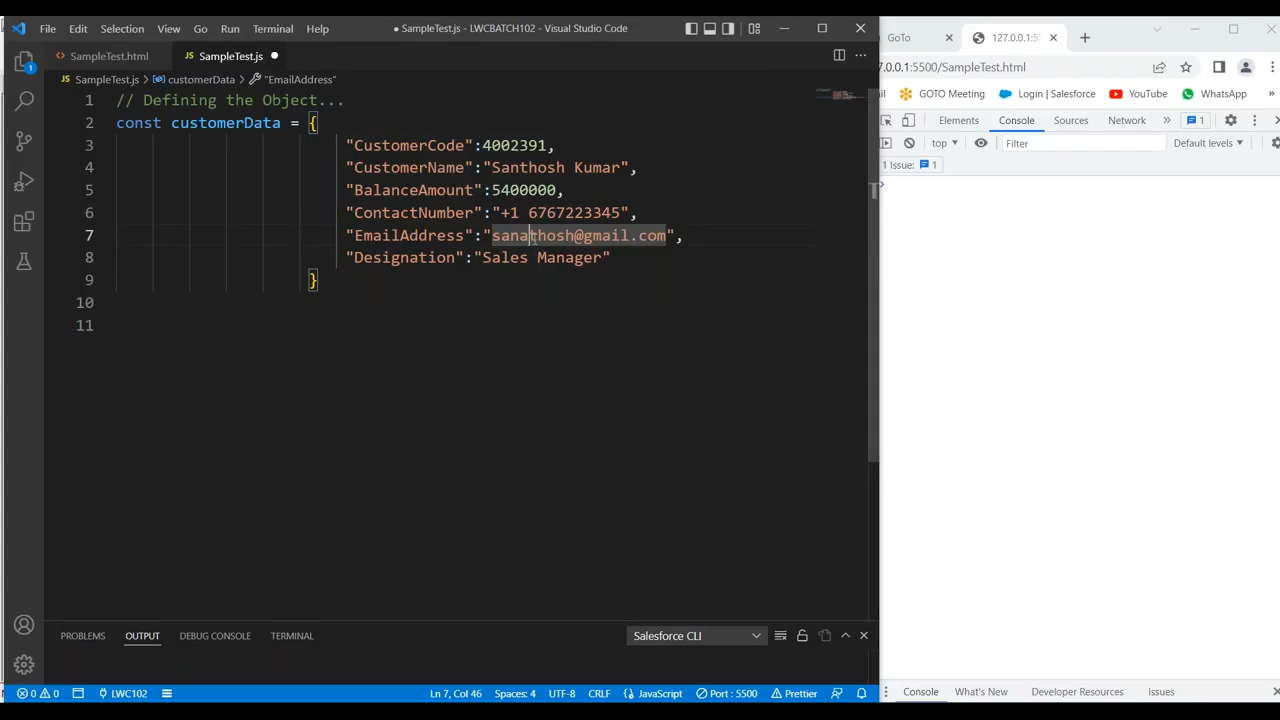 File Edit Selection View Go Run Terminal Help
● SampleTest.js - LWCBATCH102 - Visual Studio Code
GoTo
127.0.0.1:5
SampleTest.html
SampleTest.js
7.0.0.1:5500/SampleTest.html
SampleTest.js > customerData > "EmailAddress"
GOTO Meeting Login | Salesforce YouTube WhatsApp »
Elements Console Sources Network » 1
top Filter Default levels
1 Issue: 1
1 // Defining the Object...
2 const customerData = {
3 "CustomerCode":4002391,
4 "CustomerName":"Santhosh Kumar",
5 "BalanceAmount":5400000,
6 "ContactNumber":"+1 6767223345",
7 "EmailAddress":"sanathosh@gmail.com",
8 "Designation":"Sales Manager"
9 }
10
11
PROBLEMS OUTPUT DEBUG CONSOLE TERMINAL
Salesforce CLI
0 0 LWC102
Ln 7, Col 46 Spaces: 4 UTF-8 CRLF {} JavaScript Port : 5500 Prettier
Console What's New Developer Resources Issues